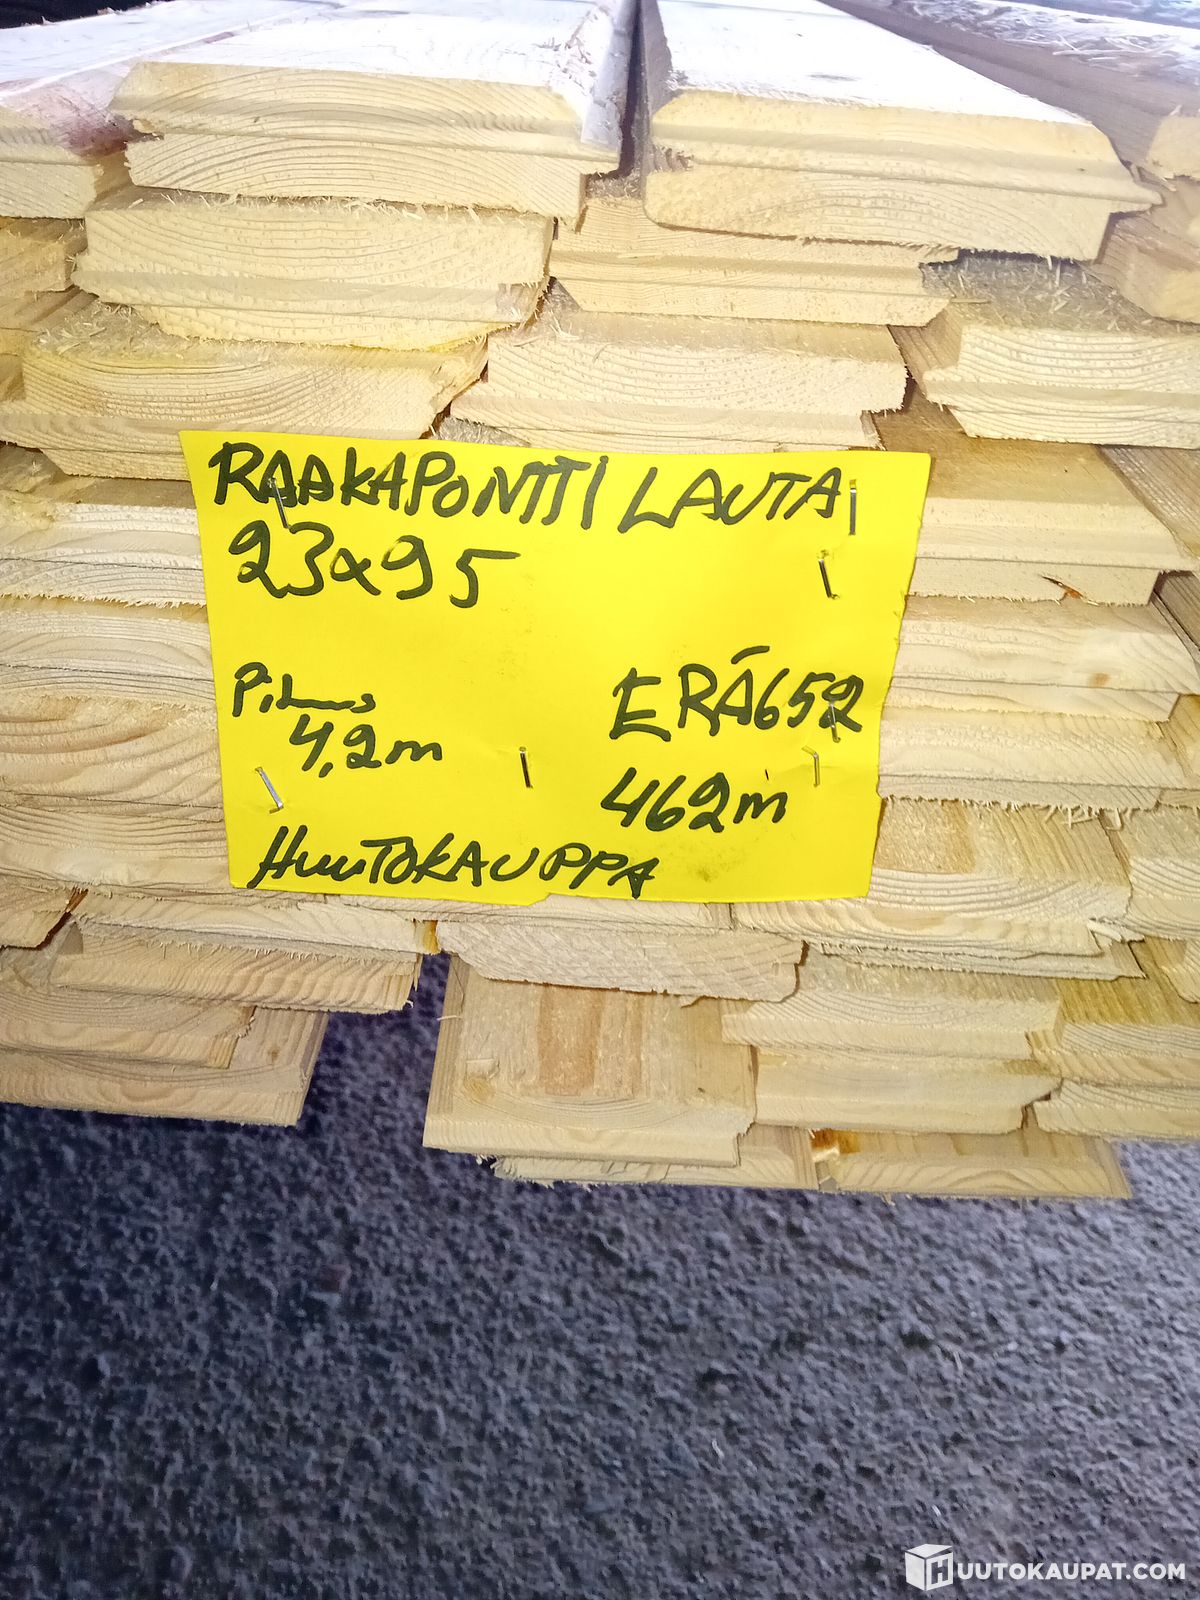 RAAKAPONTTI LAUTA
23x95
Pituus
4,2m
ERÄ652
462m
HUUTOKAUPPA
HUUTOKAUPAT.COM